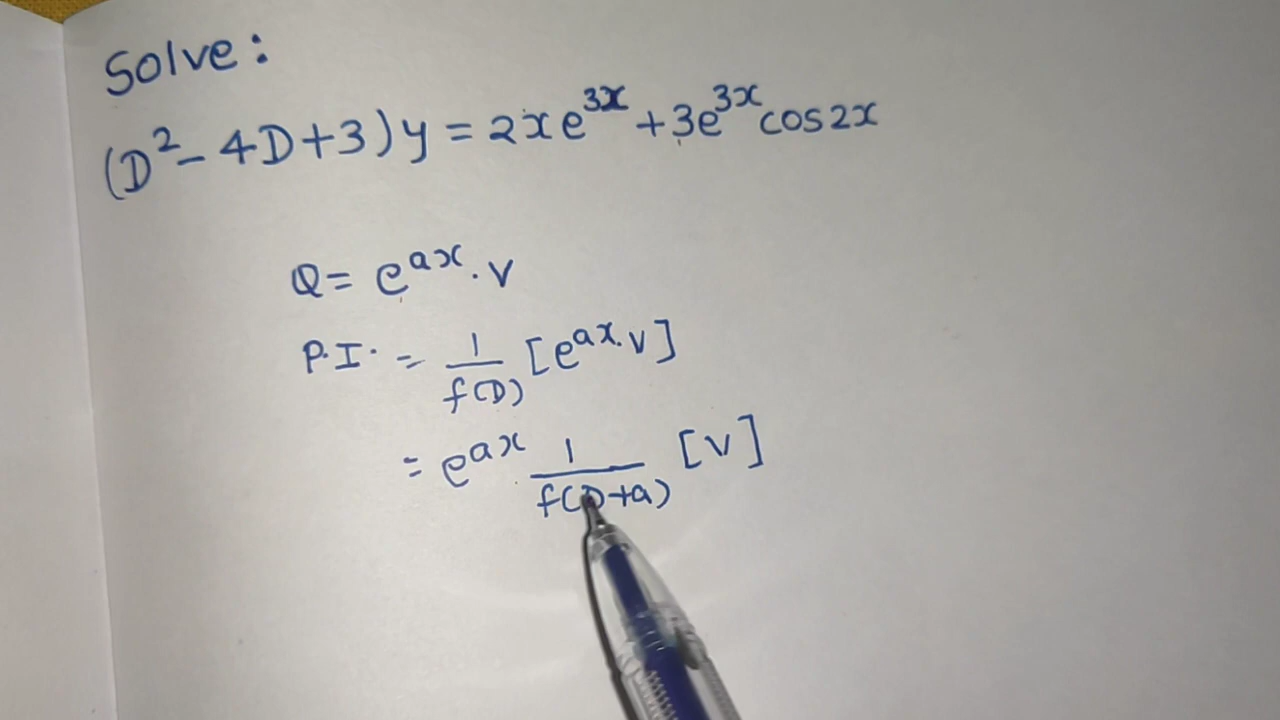 Solve:
(D² - 4D + 3) y = 2xe^{3x} + 3e^{3x} cos2x
Q = e^{ax}.v
P.I. = 1/f(D) [e^{ax}.v]
= e^{ax} 1/f(D+a) [v]